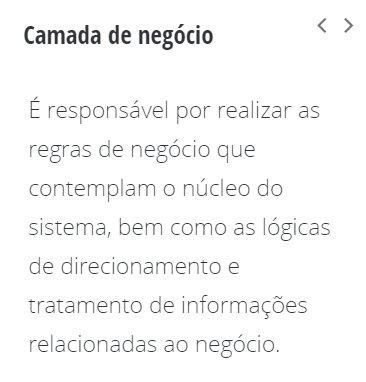 Camada de negócio
É responsável por realizar as
regras de negócio que
contemplam o núcleo do
sistema, bem como as lógicas
de direcionamento e
tratamento de informações
relacionadas ao negócio.